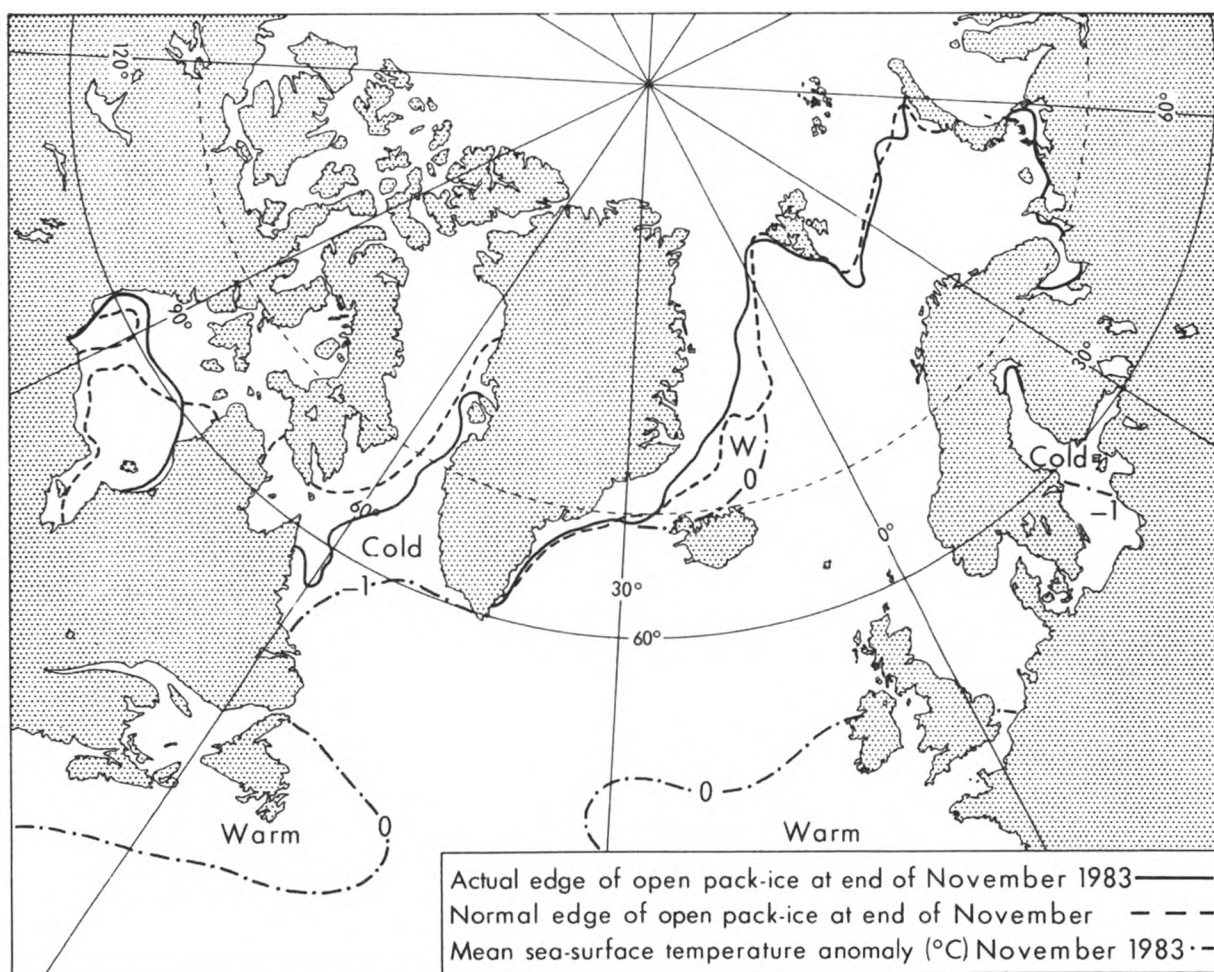 120°
60°
90°
W
0
30°
Cold
-1
60°
Cold
-1
30°
0°
60°
Warm
0
0
Warm
Actual edge of open pack-ice at end of November 1983
Normal edge of open pack-ice at end of November
Mean sea-surface temperature anomaly (°C) November 1983